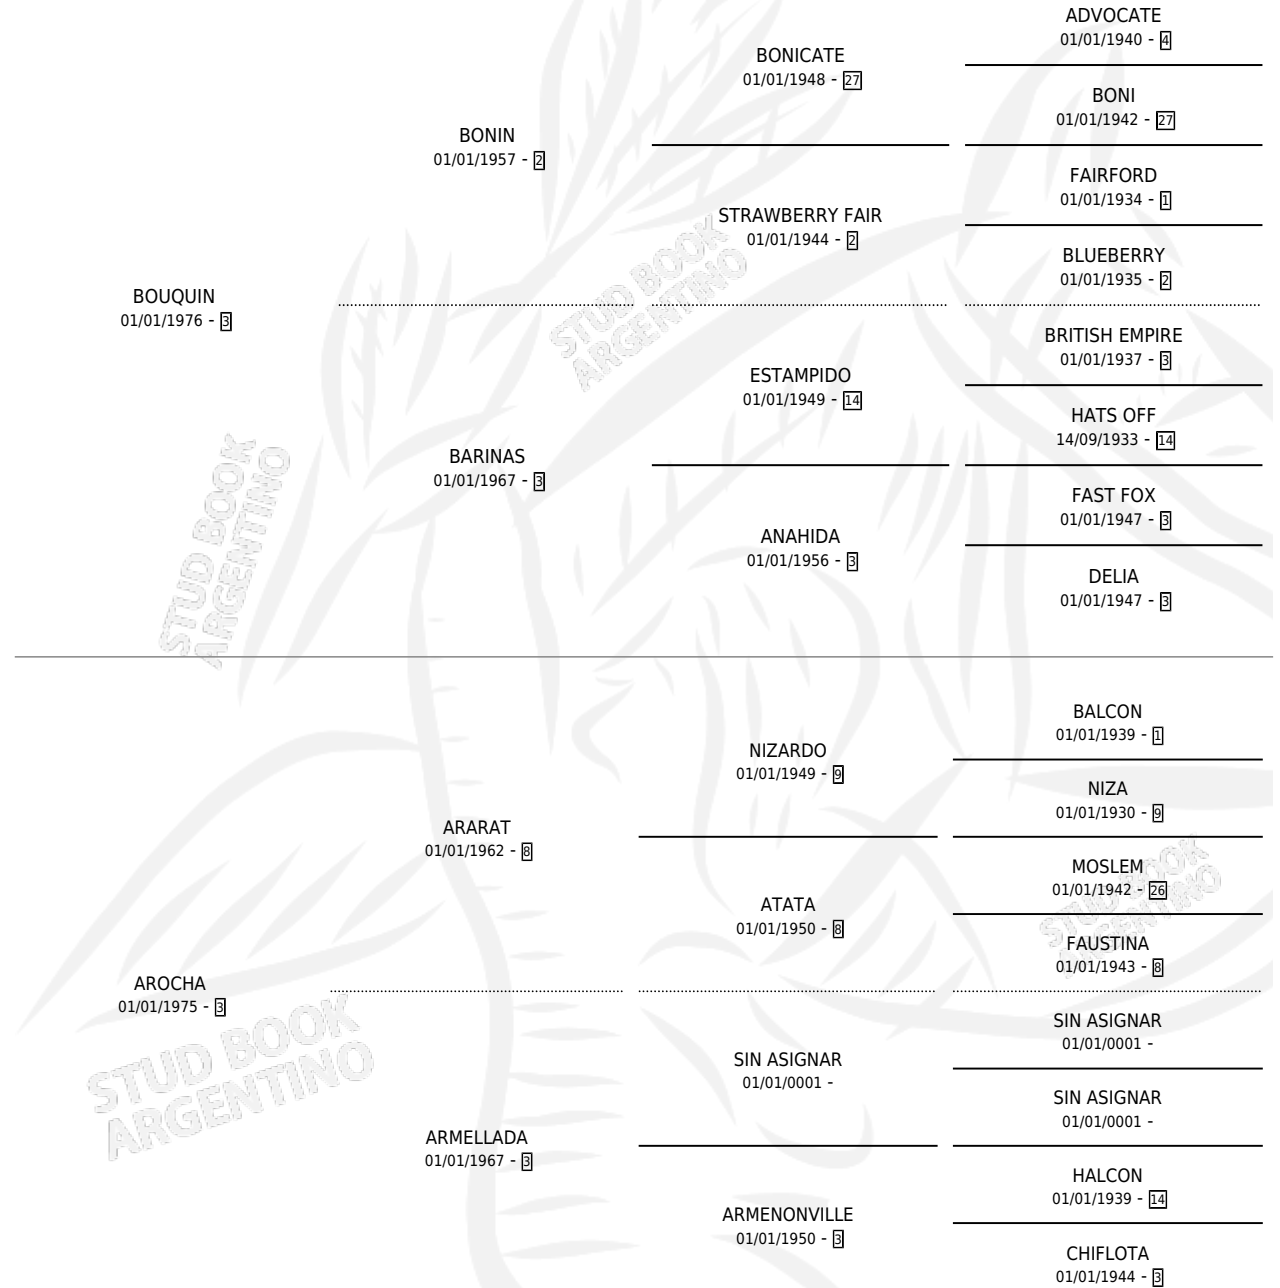 ADVOCATE
01/01/1940 - 4
BONICATE
01/01/1948 - 27
BONI
01/01/1942 - 27
BONIN
01/01/1957 - 2
FAIRFORD
01/01/1934 - 1
STRAWBERRY FAIR
01/01/1944 - 2
BLUEBERRY
01/01/1935 - 2
BOUQUIN
01/01/1976 - 3
BRITISH EMPIRE
01/01/1937 - 3
ESTAMPIDO
01/01/1949 - 14
HATS OFF
14/09/1933 - 14
BARINAS
01/01/1967 - 3
FAST FOX
01/01/1947 - 3
ANAHIDA
01/01/1956 - 3
DELIA
01/01/1947 - 3
BALCON
01/01/1939 - 1
NIZARDO
01/01/1949 - 9
NIZA
01/01/1930 - 9
ARARAT
01/01/1962 - 8
MOSLEM
01/01/1942 - 26
ATATA
01/01/1950 - 8
FAUSTINA
01/01/1943 - 8
AROCHA
01/01/1975 - 3
SIN ASIGNAR
01/01/0001 -
SIN ASIGNAR
01/01/0001 -
SIN ASIGNAR
01/01/0001 -
ARMELLADA
01/01/1967 - 3
HALCON
01/01/1939 - 14
ARMENONVILLE
01/01/1950 - 3
CHIFLOTA
01/01/1944 - 3
STUD BOOK
ARGENTINO
STUD BOOK
ARGENTINO
STUD BOOK
ARGENTINO
STUD BOOK
ARGENTINO